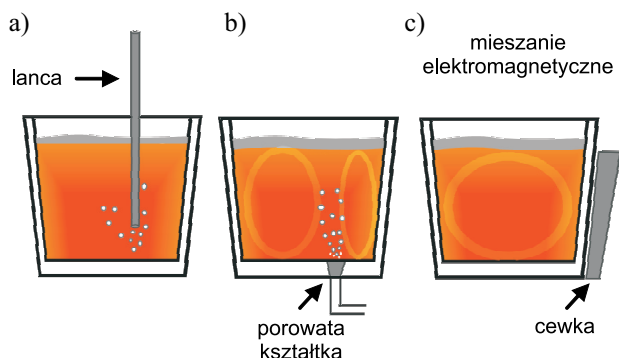 a)
lanca
b)
porowata
kształtka
c)
mieszanie
elektromagnetyczne
cewka